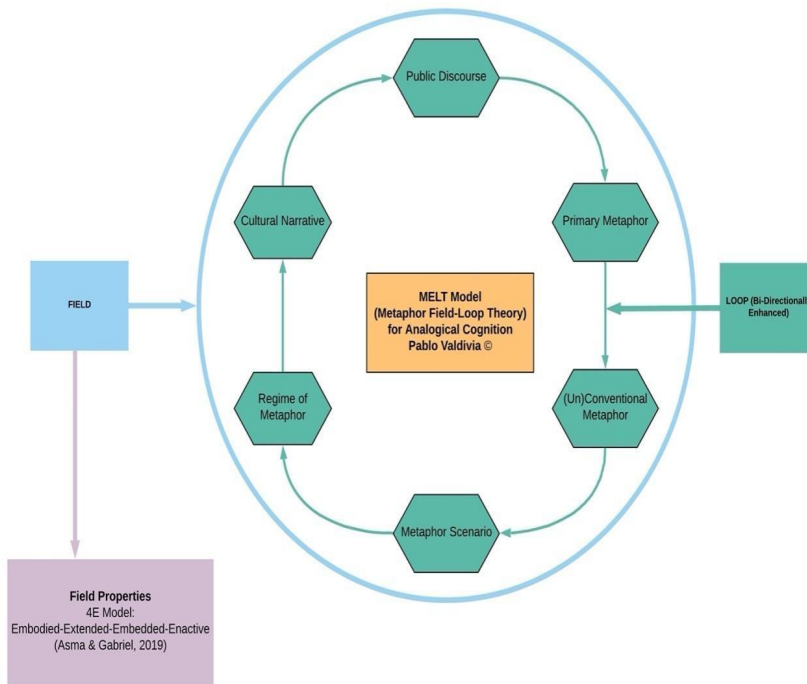 Public Discourse
Cultural Narrative
Primary Metaphor
FIELD
MELT Model
(Metaphor Field-Loop Theory)
for Analogical Cognition
Pablo Valdivia ©
LOOP (Bi-Directionally
Enhanced)
Regime of
Metaphor
(Un)Conventional
Metaphor
Metaphor Scenario
Field Properties
4E Model:
Embodied-Extended-Embedded-Enactive
(Asma & Gabriel, 2019)